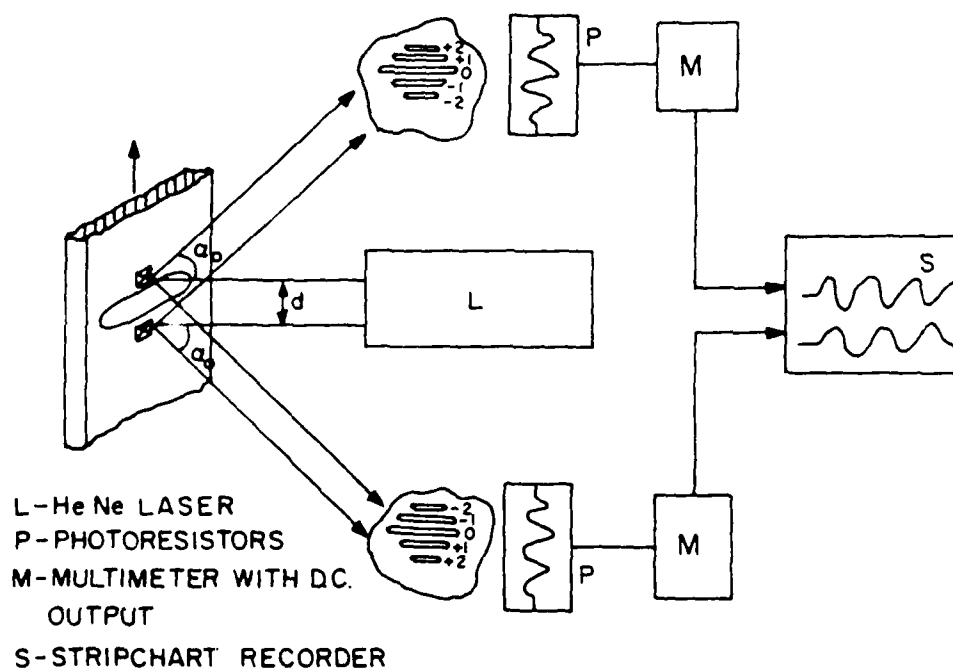 +2
+1
0
-1
-2
P
M
S
α₀
d
L
α₀
-2
-1
0
+1
+2
P
M
L-He Ne LASER
P-PHOTORESISTORS
M-MULTIMETER WITH D.C.
OUTPUT
S-STRIPCHART RECORDER